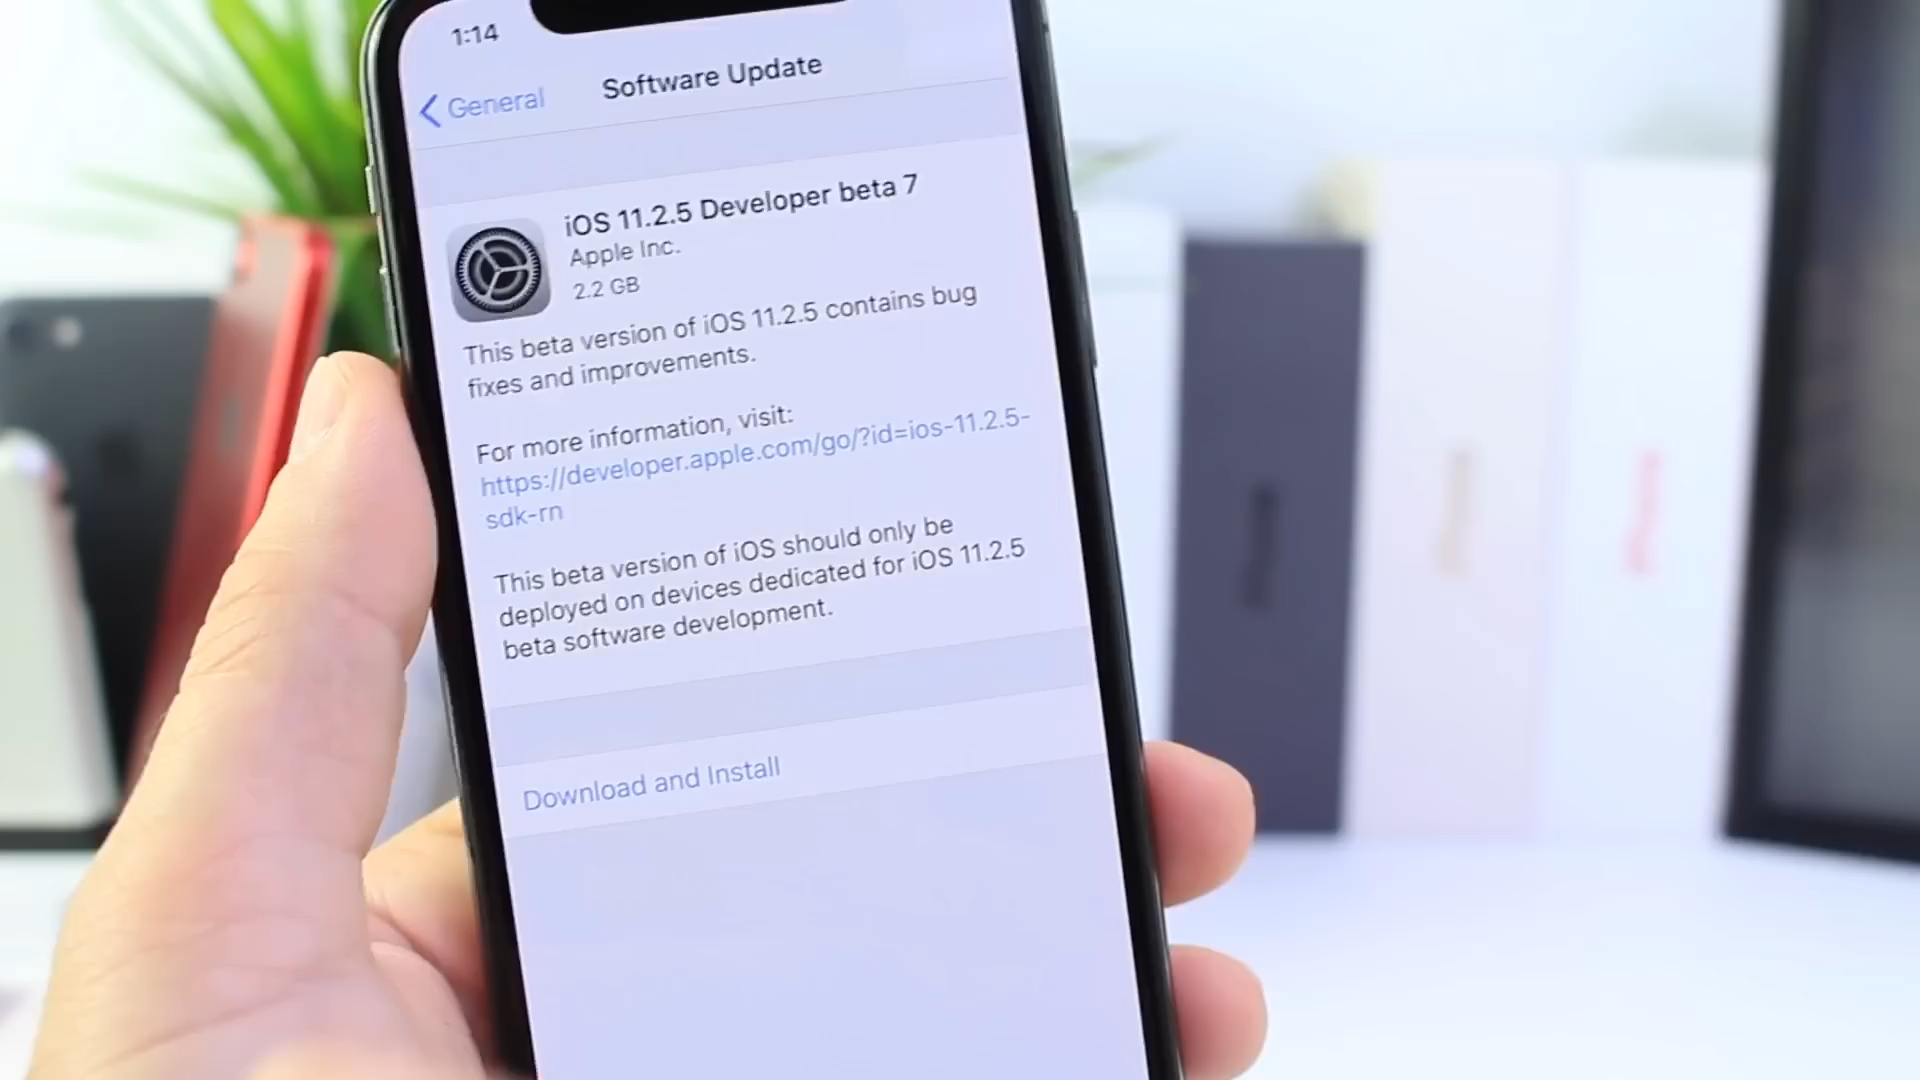 1:14
General
Software Update
iOS 11.2.5 Developer beta 7
Apple Inc.
2.2 GB
This beta version of iOS 11.2.5 contains bug
fixes and improvements.
For more information, visit:
https://developer.apple.com/go/?id=ios-11.2.5-
sdk-rn
This beta version of iOS should only be
deployed on devices dedicated for iOS 11.2.5
beta software development.
Download and Install